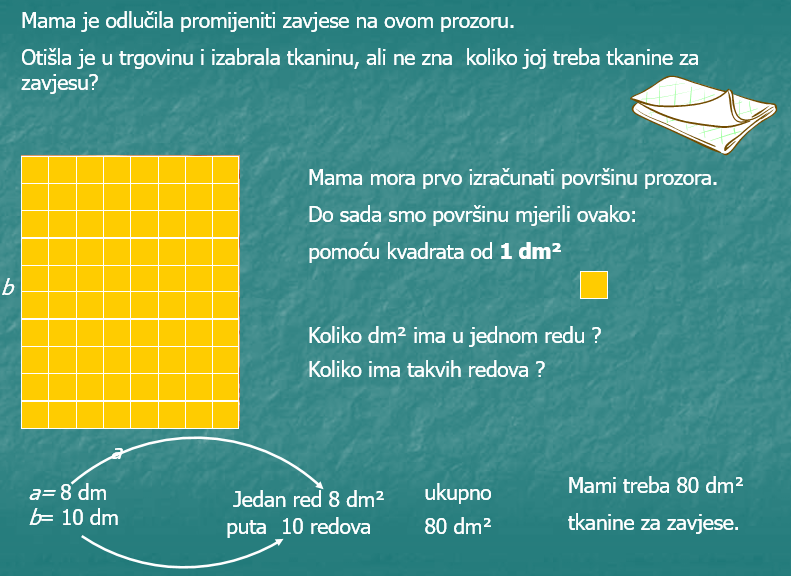 Mama je odlučila promijeniti zavjese na ovom prozoru.
Otišla je u trgovinu i izabrala tkaninu, ali ne zna  koliko joj treba tkanine za
zavjesu?
Mama mora prvo izračunati površinu prozora.
Do sada smo površinu mjerili ovako:
pomoću kvadrata od 1 dm²
b
Koliko dm² ima u jednom redu ?
Koliko ima takvih redova ?
a
a= 8 dm
b= 10 dm
Jedan red 8 dm²
puta  10 redova
ukupno
80 dm²
Mami treba 80 dm²
tkanine za zavjese.